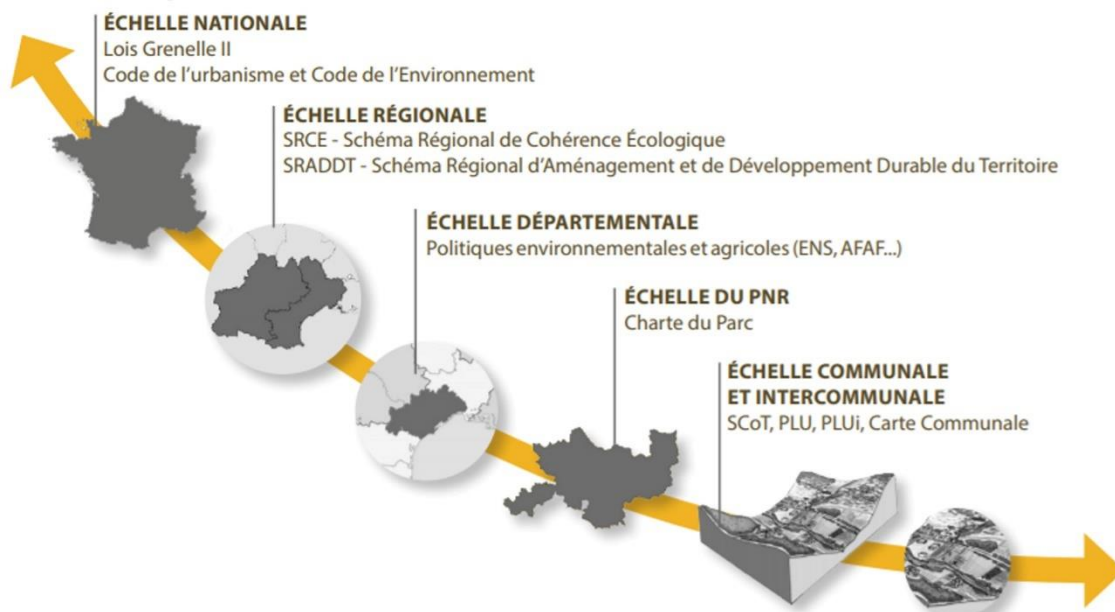 ÉCHELLE NATIONALE
Lois Grenelle II
Code de l'urbanisme et Code de l'Environnement
ÉCHELLE RÉGIONALE
SRCE - Schéma Régional de Cohérence Écologique
SRADDT - Schéma Régional d'Aménagement et de Développement Durable du Territoire
ÉCHELLE DÉPARTEMENTALE
Politiques environnementales et agricoles (ENS, AFAF...)
ÉCHELLE DU PNR
Charte du Parc
ÉCHELLE COMMUNALE
ET INTERCOMMUNALE
SCoT, PLU, PLUi, Carte Communale